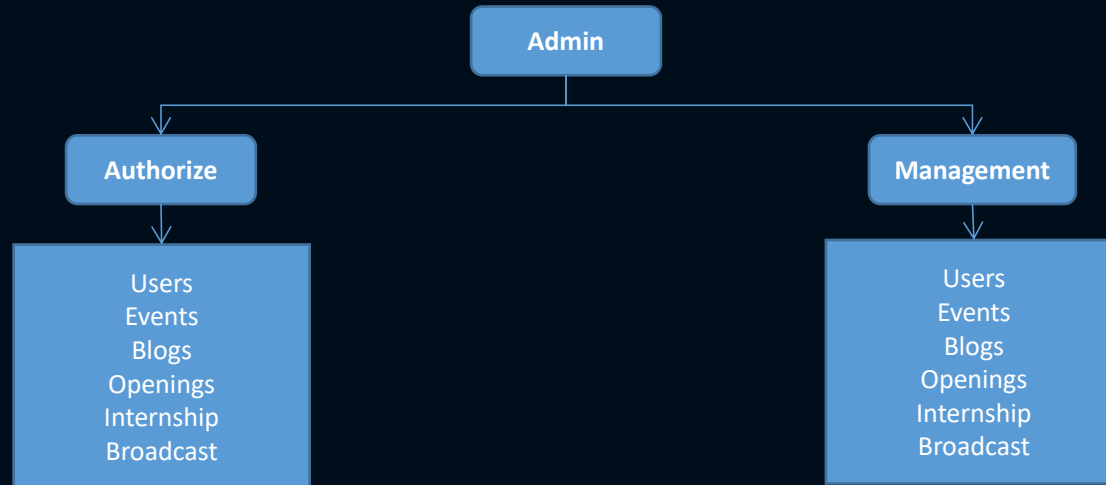 Admin
Authorize
Management
Users
Events
Blogs
Openings
Internship
Broadcast
Users
Events
Blogs
Openings
Internship
Broadcast